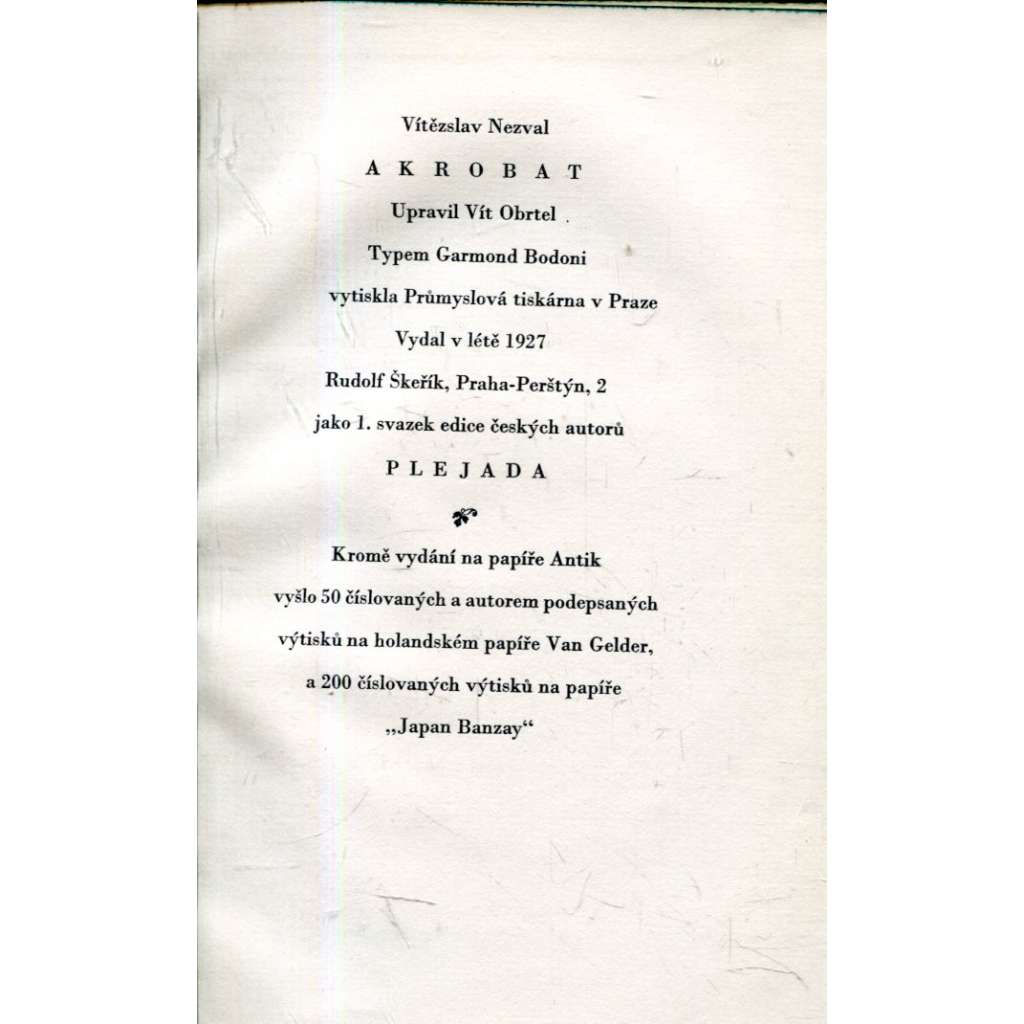 Vítězslav Nezval
AKROBAT
Upravil Vít Obrtel
Typem Garmond Bodoni
vytiskla Průmyslová tiskárna v Praze
Vydal v létě 1927
Rudolf Škeřík, Praha-Perštýn, 2
jako 1. svazek edice českých autorů
PLEJADA
Kromě vydání na papíře Antik
vyšlo 50 číslovaných a autorem podepsaných
výtisků na holandském papíře Van Gelder,
a 200 číslovaných výtisků na papíře
„Japan Banzay“